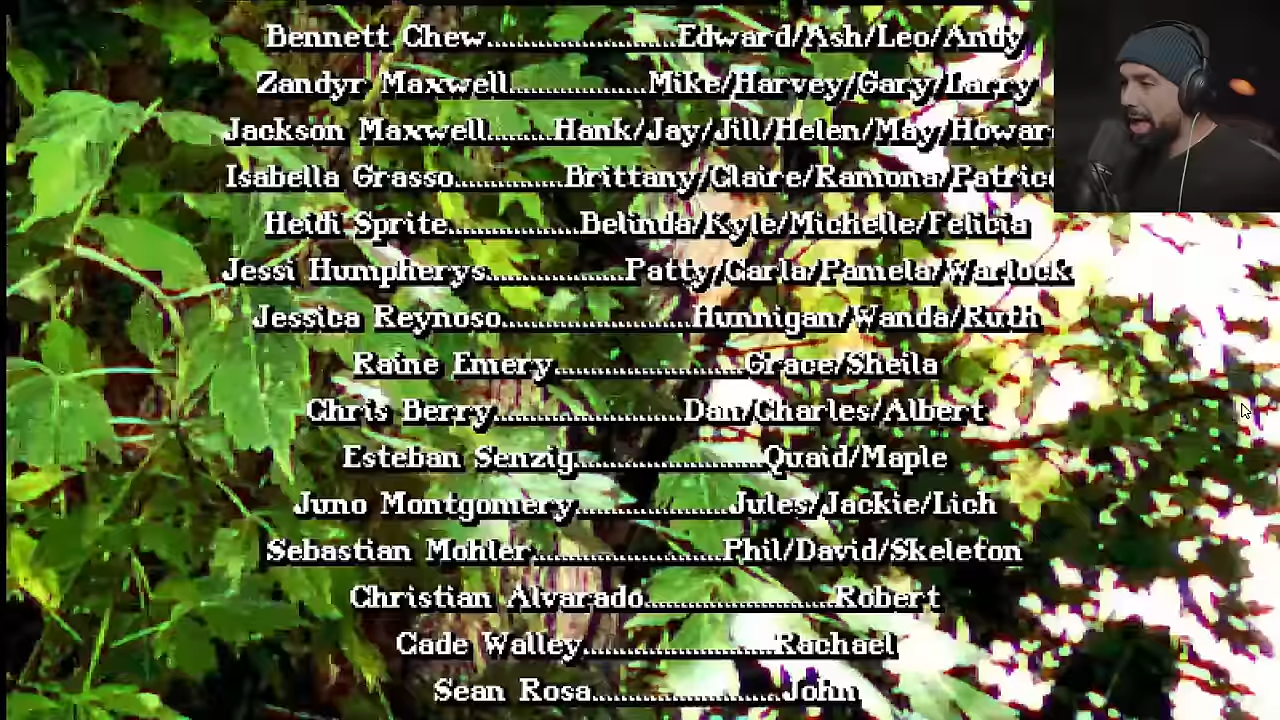 Bennett Chew..........................Edward/Ash/Leo/Andy
Zandyr Maxwell...................Mike/Harvey/Gary/Larry
Jackson Maxwell.........Hank/Jay/Jill/Helen/May/Howar
Isabella Grasso...............Brittany/Claire/Ramona/Patric
Heidi Sprite..................Belinda/Kyle/Michelle/Felicia
Jessi Humpherys...................Patty/Carla/Pamela/Warlock
Jessica Reynoso..........................Hunnigan/Wanda/Ruth
Raine Emery..........................Grace/Sheila
Chris Berry..........................Dan/Charles/Albert
Esteban Senzig..........................Quaid/Maple
Juno Montgomery.....................Jules/Jackie/Lich
Sebastian Mohler..........................Phil/David/Skeleton
Christian Alvarado..........................Robert
Cade Walley..........................Rachael
Sean Rosa..........................John